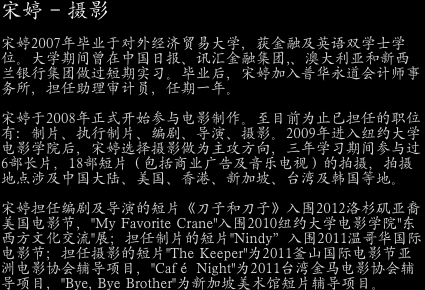 宋婷 - 摄影
宋婷2007年毕业于对外经济贸易大学，获金融及英语双学士学
位。大学期间曾在中国日报、讯汇金融集团,、澳大利亚和新西
兰银行集团做过短期实习。毕业后，宋婷加入普华永道会计师事
务所，担任助理审计员，任期一年。
宋婷于2008年正式开始参与电影制作。至目前为止已担任的职位
有：制片、执行制片、编剧、导演、摄影。2009年进入纽约大学
电影学院后，宋婷选择摄影做为主攻方向，三年学习期间参与过
6部长片，18部短片（包括商业广告及音乐电视）的拍摄，拍摄
地点涉及中国大陆、美国、香港、新加坡、台湾及韩国等地。
宋婷担任编剧及导演的短片《刀子和刀子》入围2012洛杉矶亚裔
美国电影节，"My Favorite Crane"入围2010纽约大学电影学院"东
西方文化交流"展；担任制片的短片"Nindy”入围2011温哥华国际
电影节；担任摄影的短片"The Keeper"为2011釜山国际电影节亚
洲电影协会辅导项目，"Café Night"为2011台湾金马电影协会辅
导项目，"Bye, Bye Brother"为新加坡美术馆短片辅导项目。